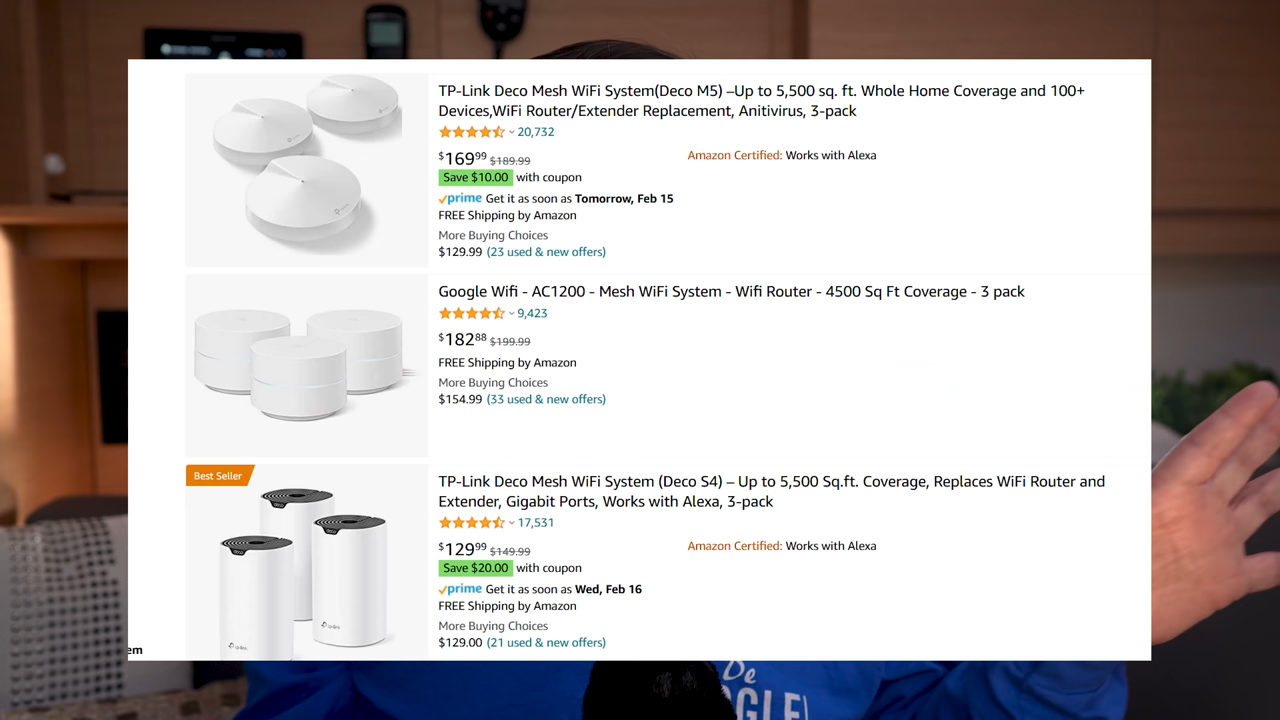 TP-Link Deco Mesh WiFi System(Deco M5) –Up to 5,500 sq. ft. Whole Home Coverage and 100+
Devices,WiFi Router/Extender Replacement, Anitivirus, 3-pack
20,732
$169.99 $189.99
Amazon Certified: Works with Alexa
Save $10.00 with coupon
prime Get it as soon as Tomorrow, Feb 15
FREE Shipping by Amazon
More Buying Choices
$129.99 (23 used & new offers)
Google Wifi - AC1200 - Mesh WiFi System - Wifi Router - 4500 Sq Ft Coverage - 3 pack
9,423
$182.88 $199.99
FREE Shipping by Amazon
More Buying Choices
$154.99 (33 used & new offers)
Best Seller
TP-Link Deco Mesh WiFi System (Deco S4) – Up to 5,500 Sq.ft. Coverage, Replaces WiFi Router and
Extender, Gigabit Ports, Works with Alexa, 3-pack
17,531
$129.99 $149.99
Amazon Certified: Works with Alexa
Save $20.00 with coupon
prime Get it as soon as Wed, Feb 16
FREE Shipping by Amazon
More Buying Choices
$129.00 (21 used & new offers)
tp-link
tp-link
em
De